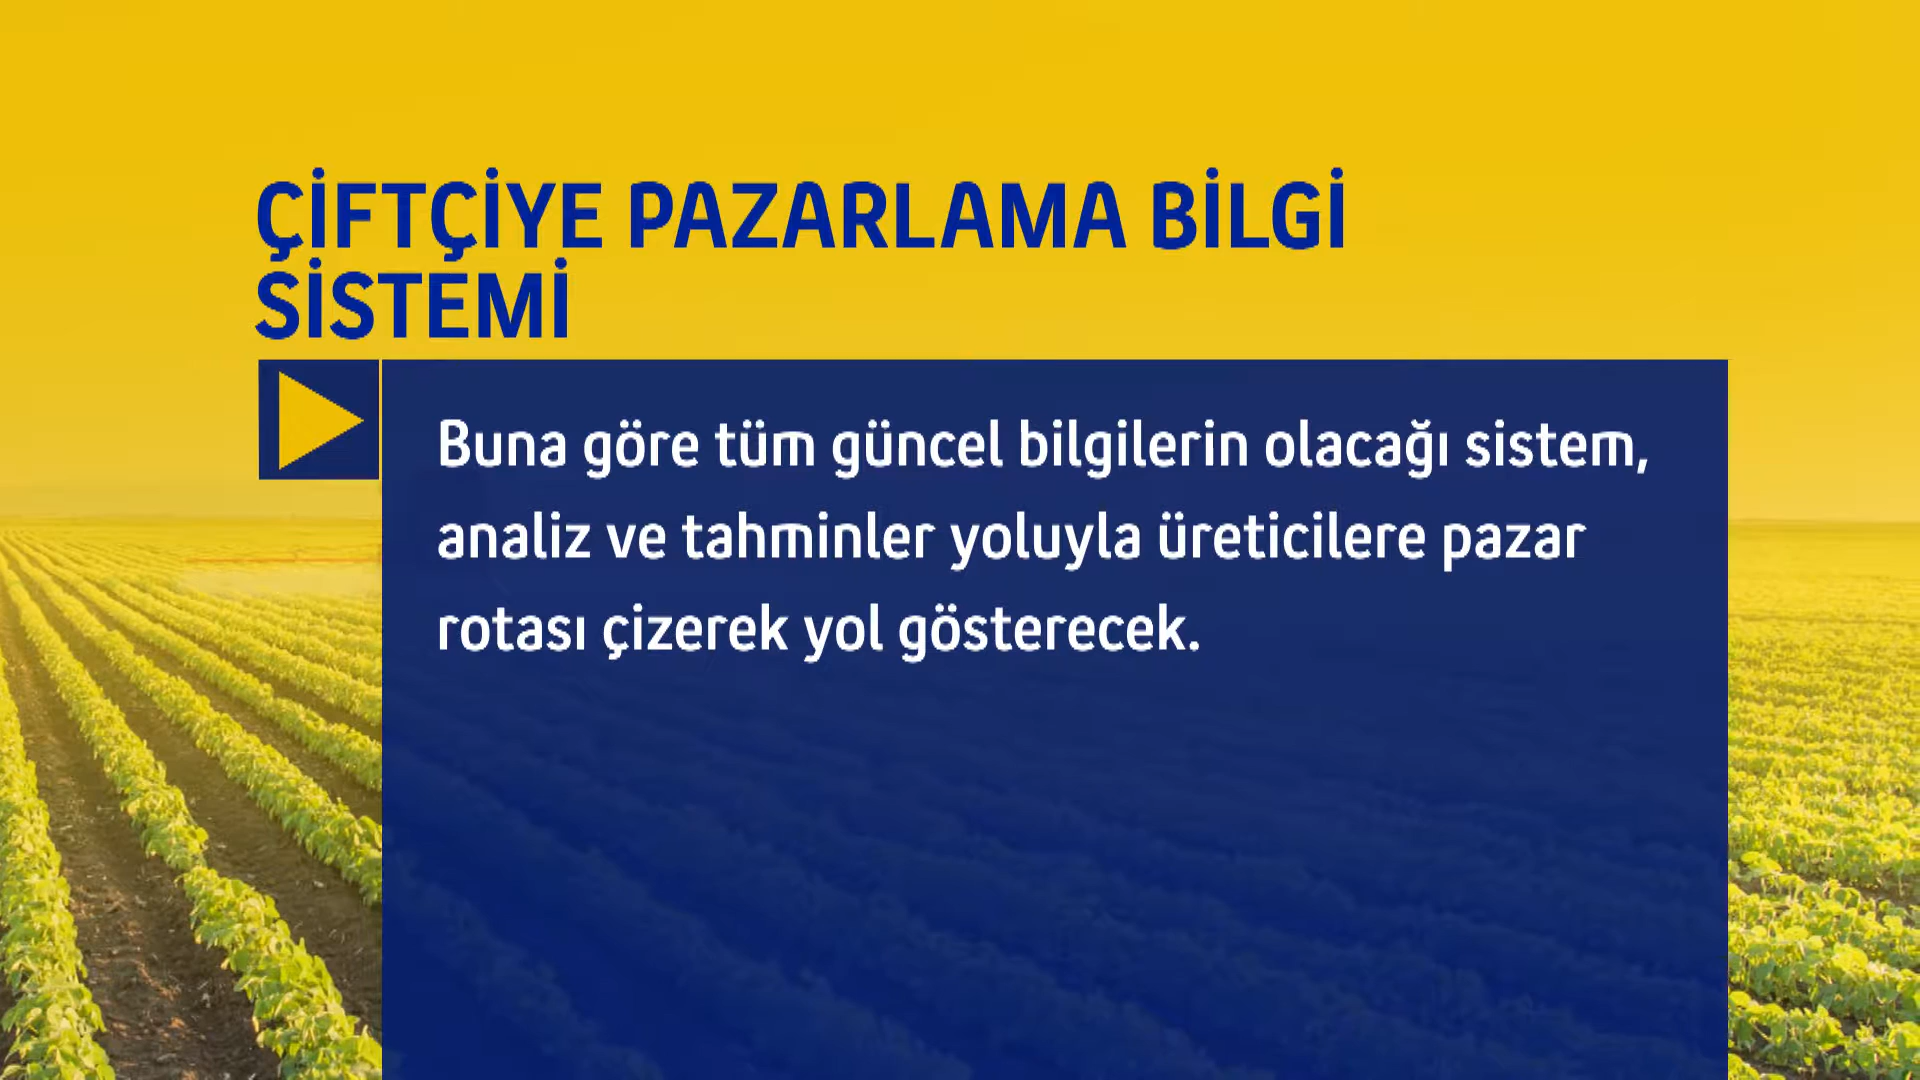 ÇİFTÇİYE PAZARLAMA BİLGİ
SİSTEMİ
Buna göre tüm güncel bilgilerin olacağı sistem,
analiz ve tahminler yoluyla üreticilere pazar
rotası çizerek yol gösterecek.